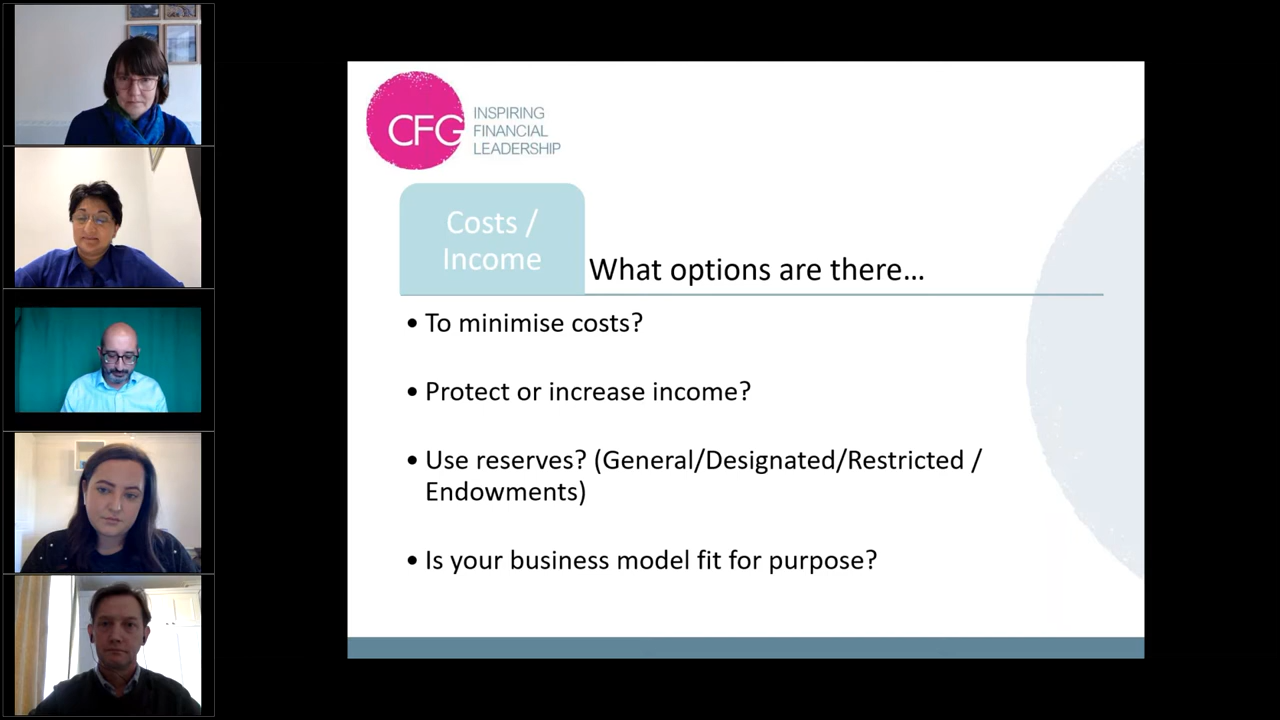 CFG
INSPIRING
FINANCIAL
LEADERSHIP
Costs /
Income
What options are there...
• To minimise costs?
• Protect or increase income?
• Use reserves? (General/Designated/Restricted /
Endowments)
• Is your business model fit for purpose?